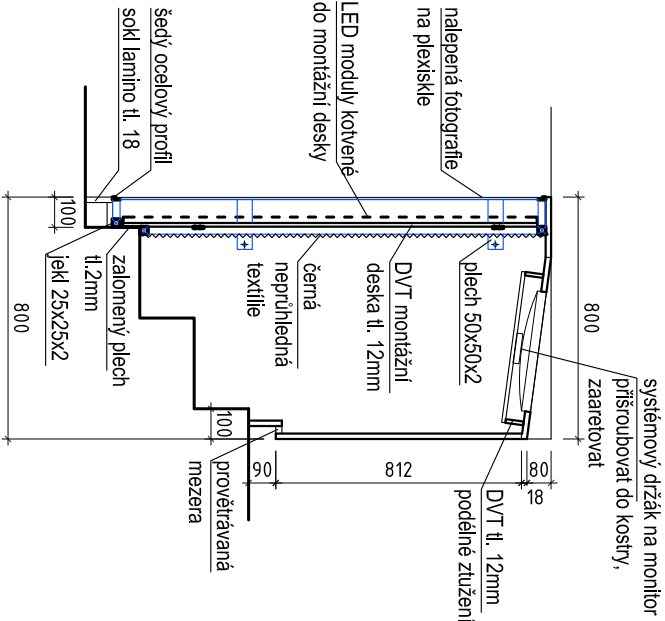 systémový držák na monitor
přišroubovat do kostry,
zaaretovat
DVT tl. 12mm
podélné ztužení
nalepená fotografie
na plexiskle
LED moduly kotvené
do montážní desky
šedý ocelový profil
sokl lamino tl. 18
plech 50x50x2
DVT montážní
deska tl. 12mm
černá
neprůhledná
textílie
zalomený plech
tl.2mm
jekl 25x25x2
provětrávaná
mezera
800
800
100
100
90
812
80
18